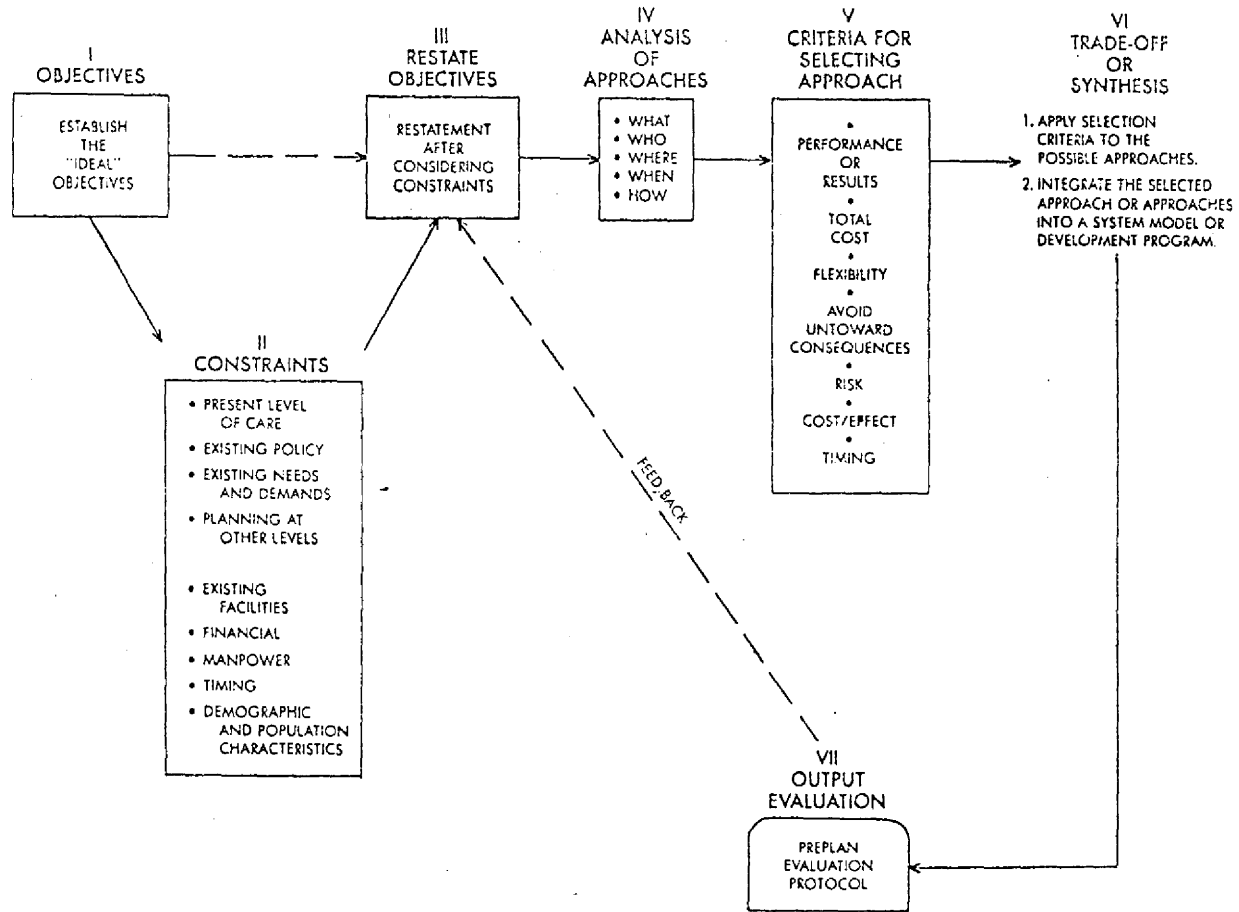 I
OBJECTIVES
ESTABLISH
THE
"IDEAL"
OBJECTIVES
II
CONSTRAINTS
• PRESENT LEVEL
OF CARE
• EXISTING POLICY
• EXISTING NEEDS
AND DEMANDS
• PLANNING AT
OTHER LEVELS
• EXISTING
FACILITIES
• FINANCIAL
• MANPOWER
• TIMING
• DEMOGRAPHIC
AND POPULATION
CHARACTERISTICS
III
RESTATE
OBJECTIVES
RESTATEMENT
AFTER
CONSIDERING
CONSTRAINTS
IV
ANALYSIS
OF
APPROACHES
• WHAT
• WHO
• WHERE
• WHEN
• HOW
V
CRITERIA FOR
SELECTING
APPROACH
•
PERFORMANCE
OR
RESULTS
•
TOTAL
COST
•
FLEXIBILITY
•
AVOID
UNTOWARD
CONSEQUENCES
•
RISK
•
COST/EFFECT
•
TIMING
VI
TRADE-OFF
OR
SYNTHESIS
1. APPLY SELECTION
CRITERIA TO THE
POSSIBLE APPROACHES.
2. INTEGRATE THE SELECTED
APPROACH OR APPROACHES
INTO A SYSTEM MODEL OR
DEVELOPMENT PROGRAM.
FEED BACK
VII
OUTPUT
EVALUATION
PREPLAN
EVALUATION
PROTOCOL